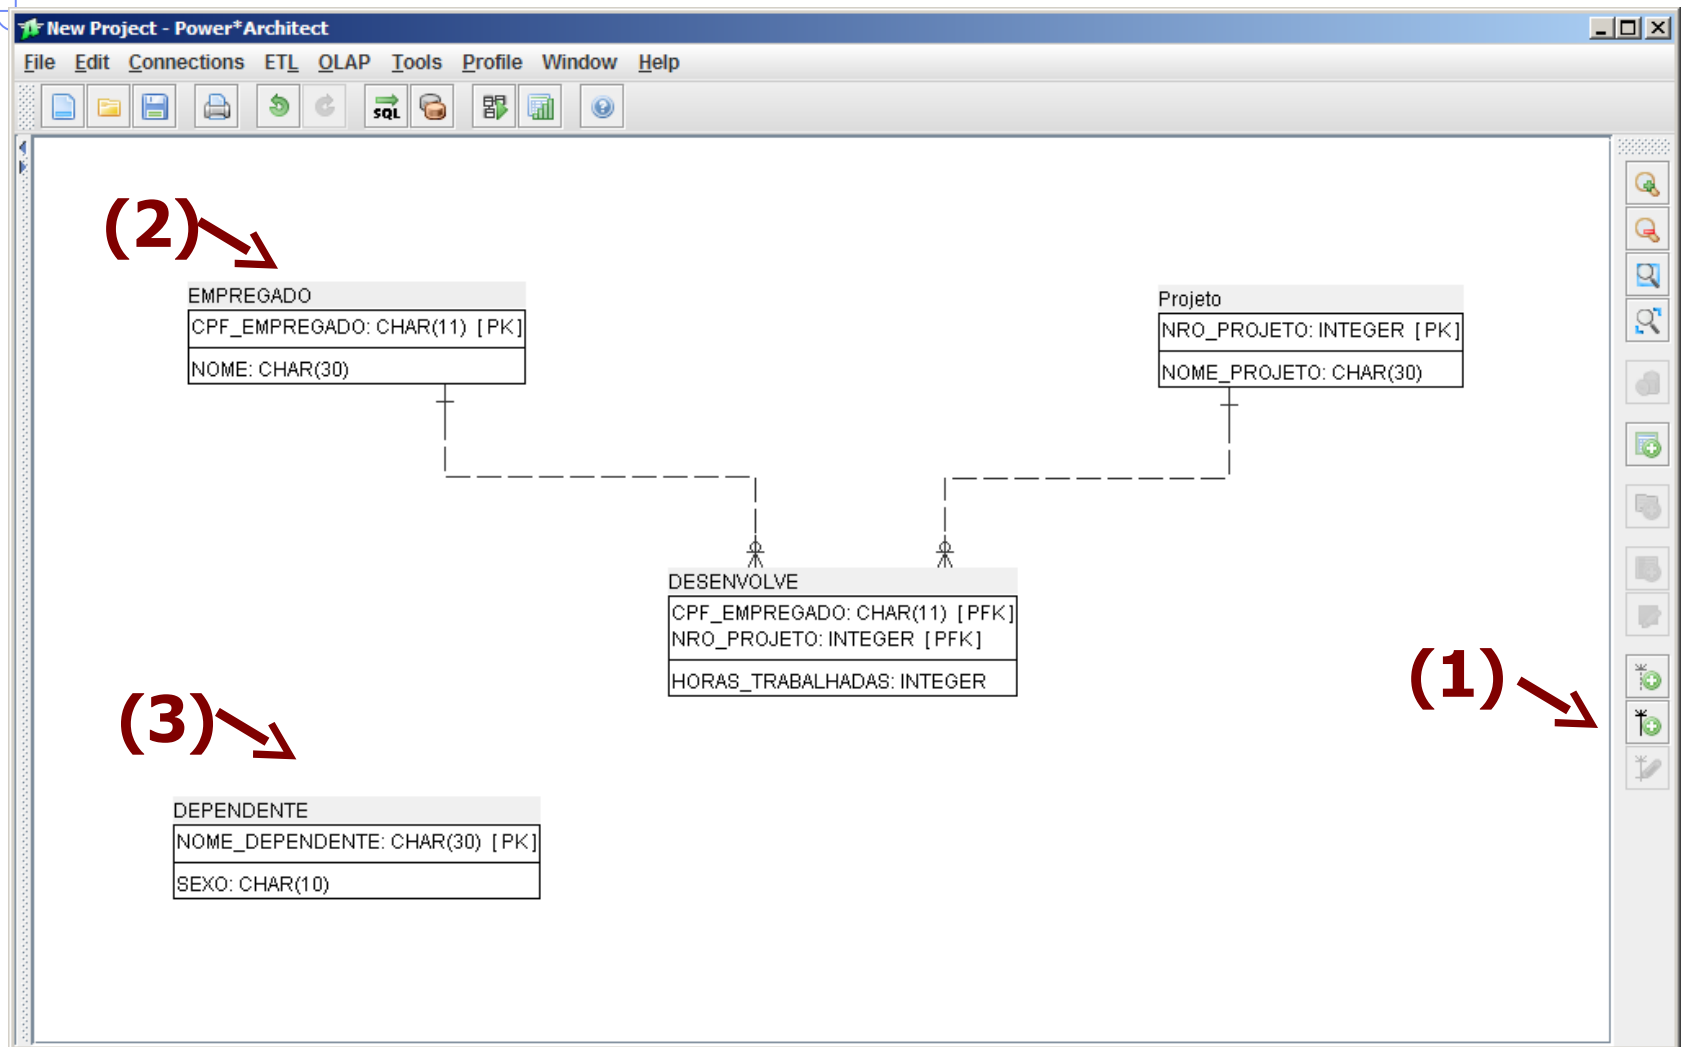 New Project - Power*Architect
File Edit Connections ETL OLAP Tools Profile Window Help
SQL
(2)
EMPREGADO
CPF_EMPREGADO: CHAR(11) [PK]
NOME: CHAR(30)
Projeto
NRO_PROJETO: INTEGER [PK]
NOME_PROJETO: CHAR(30)
DESENVOLVE
CPF_EMPREGADO: CHAR(11) [PFK]
NRO_PROJETO: INTEGER [PFK]
HORAS_TRABALHADAS: INTEGER
(1)
(3)
DEPENDENTE
NOME_DEPENDENTE: CHAR(30) [PK]
SEXO: CHAR(10)